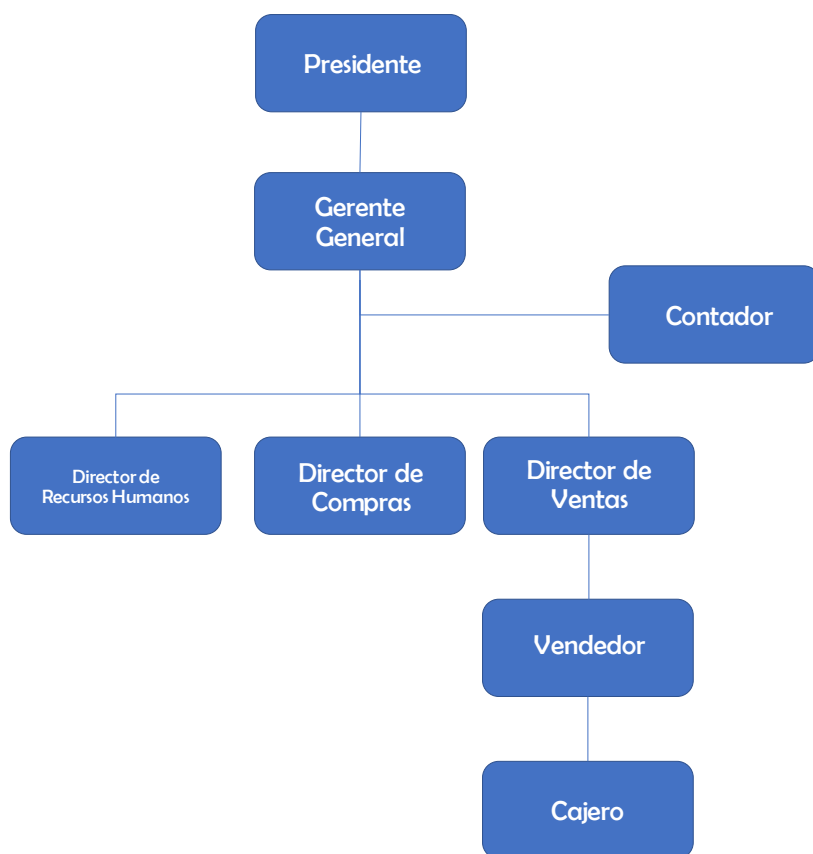 Presidente
Gerente
General
Contador
Director de
Recursos Humanos
Director de
Compras
Director de
Ventas
Vendedor
Cajero